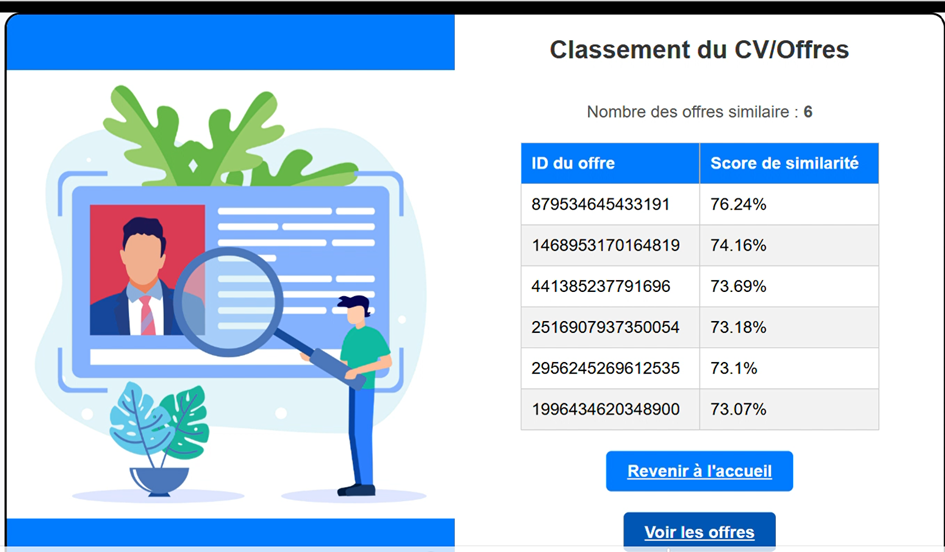 Classement du CV/Offres
Nombre des offres similaire : 6
ID du offre Score de similarité
879534645433191 76.24%
1468953170164819 74.16%
441385237791696 73.69%
2516907937350054 73.18%
2956245269612535 73.1%
1996434620348900 73.07%
Revenir à l'accueil
Voir les offres